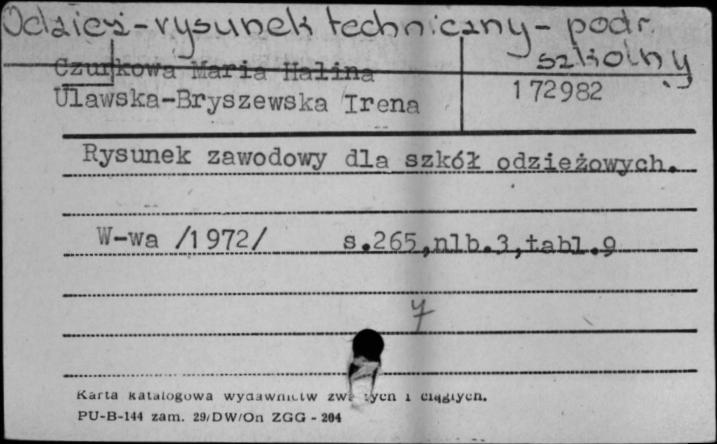 Odzież-rysunek techniczny - podr.
szkolny
Czurkowa Maria Halina
Uławska-Bryszewska Irena
172982
Rysunek zawodowy dla szkół odzieżowych.
W-wa /1972/ s.265,nlb.3,tabl.9
7
Karta katalogowa wydawnictw i ciągłych.
PU-B-144 zam. 29/DW/On ZGG - 204